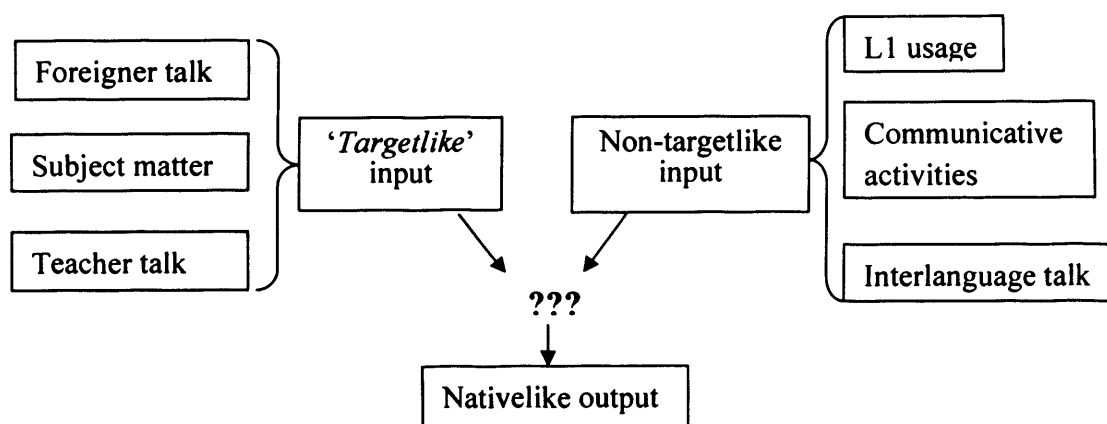 Foreigner talk
Subject matter
Teacher talk
‘Targetlike’
input
Non-targetlike
input
L1 usage
Communicative
activities
Interlanguage talk
???
Nativelike output